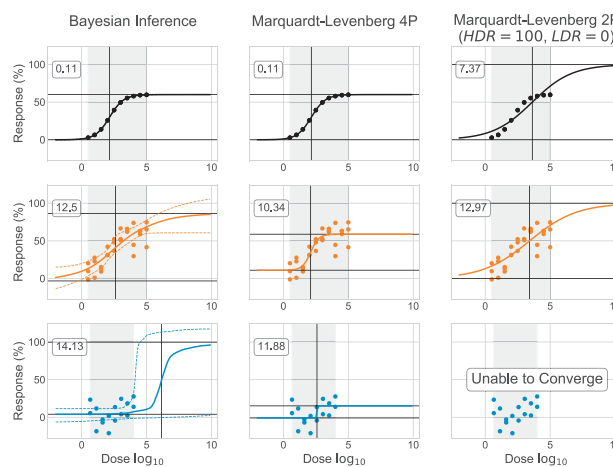 Bayesian Inference Marquardt-Levenberg 4P Marquardt-Levenberg 2P
(HDR = 100, LDR = 0)
Response (%)
100
50
0
0.11
0.11
7.37
0 5 10 0 5 10 0 5 10
Response (%)
100
50
0
12.5
10.34
12.97
0 5 10 0 5 10 0 5 10
Response (%)
100
50
0
14.13
11.88
Unable to Converge
0 5 10 0 5 10 0 5 10
Dose log10 Dose log10 Dose log10